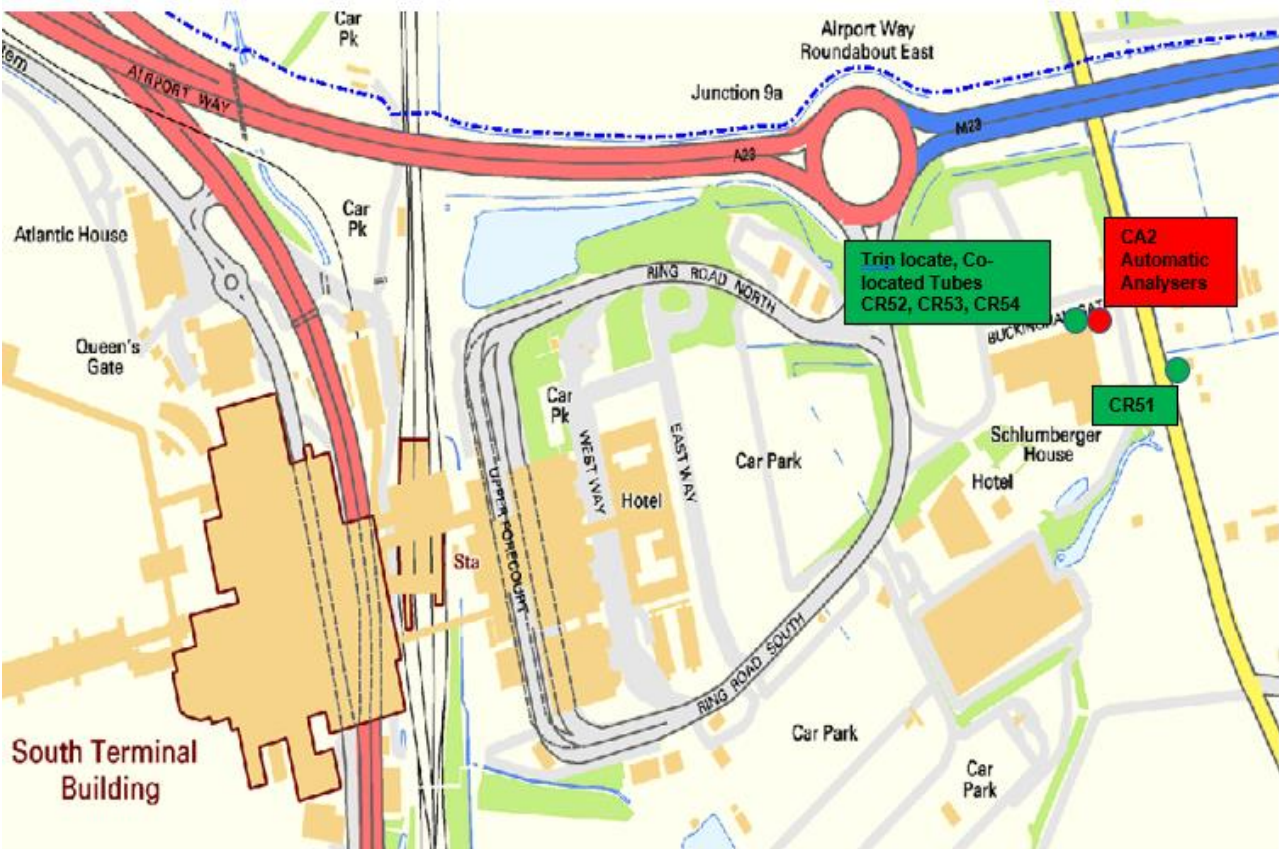 Car
Pk
Airport Way
Roundabout East
tem
AIRPORT WAY
Junction 9a
M23
A23
Car
Pk
Atlantic House
Trip locate, Co-
located Tubes
CR52, CR53, CR54
CA2
Automatic
Analysers
RING ROAD NORTH
BUCKINGHAM GAT
Queen's
Gate
CR51
Car
Pk
WEST WAY
EAST WAY
Car Park
Schlumberger
House
Hotel
Hotel
UPPER FORECOURT
Sta
RING ROAD SOUTH
Car Park
South Terminal
Building
Car
Park